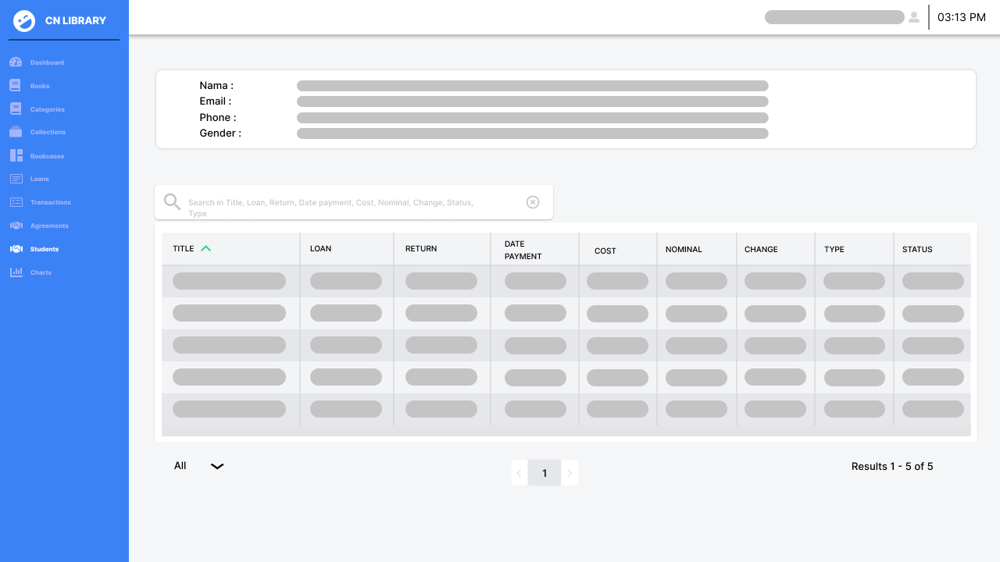 CN LIBRARY
03:13 PM
Dashboard
Books
Categories
Collections
Bookcases
Loans
Transactions
Agreements
Students
Charts
Nama :
Email :
Phone :
Gender :
Search in Title, Loan, Return, Date payment, Cost, Nominal, Change, Status,
Type
TITLE
LOAN
RETURN
DATE
PAYMENT
COST
NOMINAL
CHANGE
TYPE
STATUS
All
1
Results 1 - 5 of 5